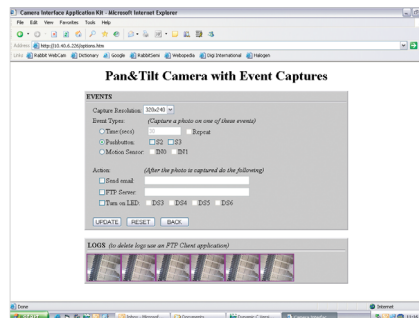 Camera Interface Application Kit - Microsoft Internet Explorer
File Edit View Favorites Tools Help
Address http://10.40.6.226/options.htm
Links Rabbit WebCam Dictionary Google RabbitSemi Webopedia Digi International Halogen
Pan&Tilt Camera with Event Captures
EVENTS
Capture Resolution: 320x240
Event Types: (Capture a photo on one of these events)
Time(secs) Repeat
Pushbutton: S2 S3
Motion Sensor: IN0 IN1
Action: (After the photo is captured do the following)
Send email:
FTP Server:
Turn on LED: DS3 DS4 DS5 DS6
UPDATE RESET BACK
LOGS (to delete logs use an FTP Client application)
Done Internet
Inbox - Microsof... Documents